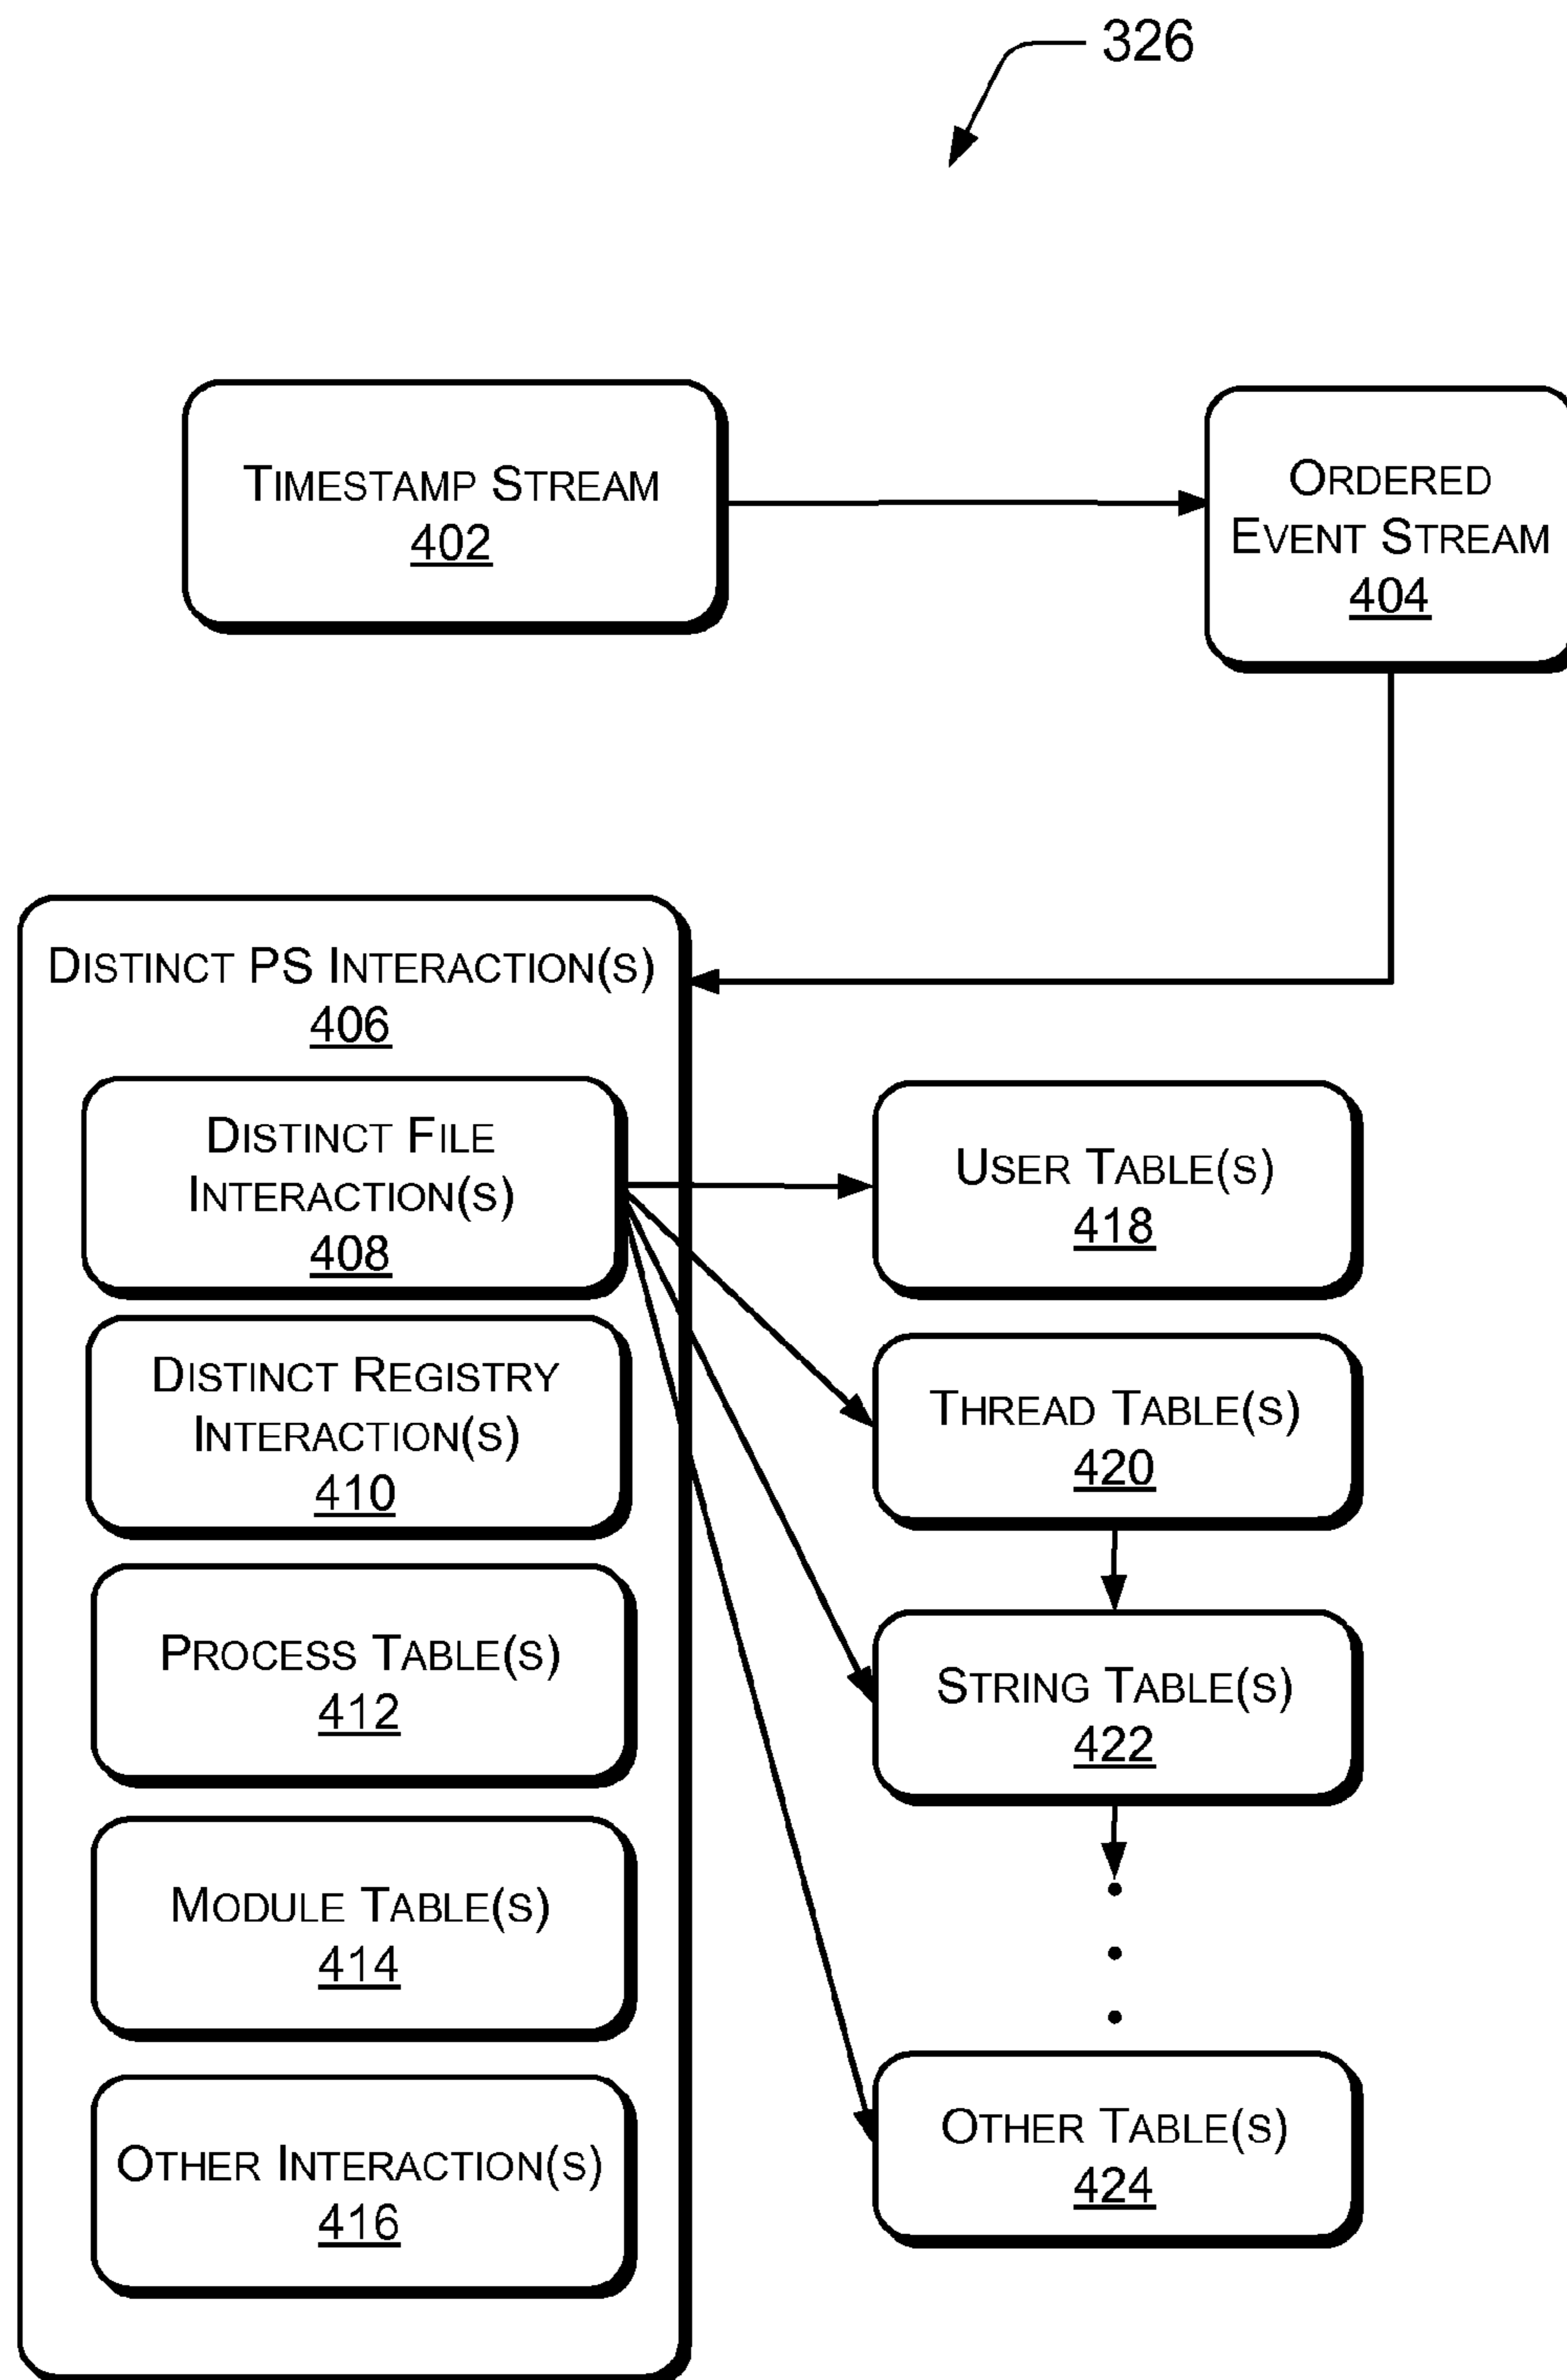 326
TIMESTAMP STREAM
402
ORDERED
EVENT STREAM
404
DISTINCT PS INTERACTION(S)
406
DISTINCT FILE
INTERACTION(S)
408
DISTINCT REGISTRY
INTERACTION(S)
410
PROCESS TABLE(S)
412
MODULE TABLE(S)
414
OTHER INTERACTION(S)
416
USER TABLE(S)
418
THREAD TABLE(S)
420
STRING TABLE(S)
422
OTHER TABLE(S)
424